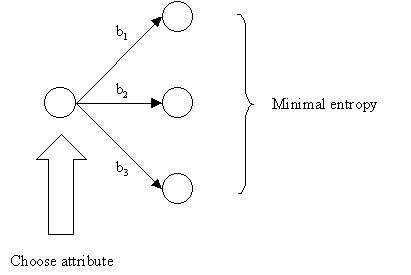 b1
b2
b3
Minimal entropy
Choose attribute